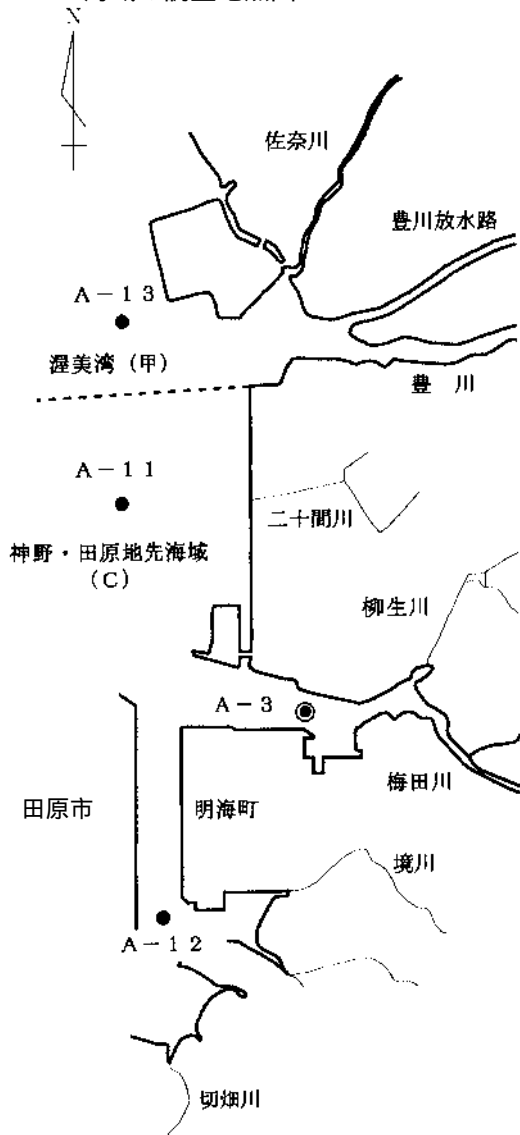 N
佐奈川
豊川放水路
A-13
渥美湾(甲)
豊 川
A-11
二十間川
神野・田原地先海域
(C)
柳生川
A-3
梅田川
田原市
明海町
境川
A-12
切畑川